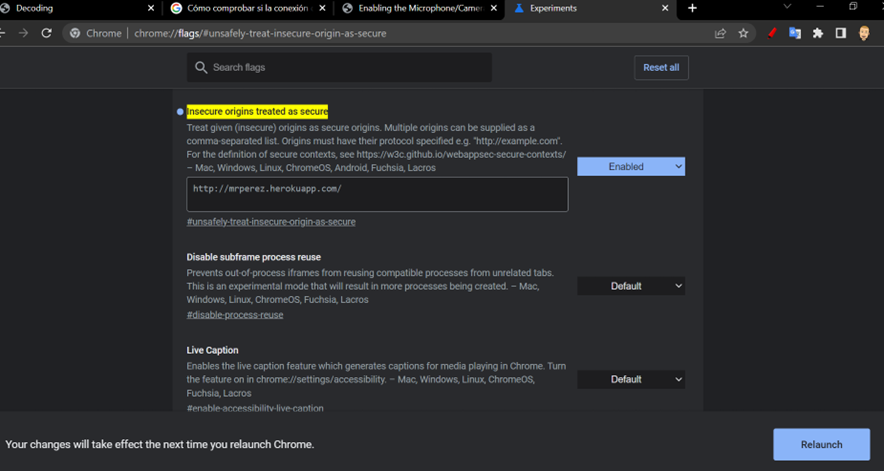 Decoding
Cómo comprobar si la conexión
Enabling the Microphone/Camer
Experiments
Chrome | chrome://flags/#unsafely-treat-insecure-origin-as-secure
Search flags
Reset all
Insecure origins treated as secure
Treat given (insecure) origins as secure origins. Multiple origins can be supplied as a
comma-separated list. Origins must have their protocol specified e.g. "http://example.com".
For the definition of secure contexts, see https://w3c.github.io/webappsec-secure-contexts/
– Mac, Windows, Linux, ChromeOS, Android, Fuchsia, Lacros
Enabled
http://mrperez.herokuapp.com/
#unsafely-treat-insecure-origin-as-secure
Disable subframe process reuse
Prevents out-of-process iframes from reusing compatible processes from unrelated tabs.
This is an experimental mode that will result in more processes being created. – Mac,
Windows, Linux, ChromeOS, Fuchsia, Lacros
Default
#disable-process-reuse
Live Caption
Enables the live caption feature which generates captions for media playing in Chrome. Turn
the feature on in chrome://settings/accessibility. – Mac, Windows, Linux, ChromeOS,
Fuchsia, Lacros
Default
#enable-accessibility-live-caption
Your changes will take effect the next time you relaunch Chrome.
Relaunch